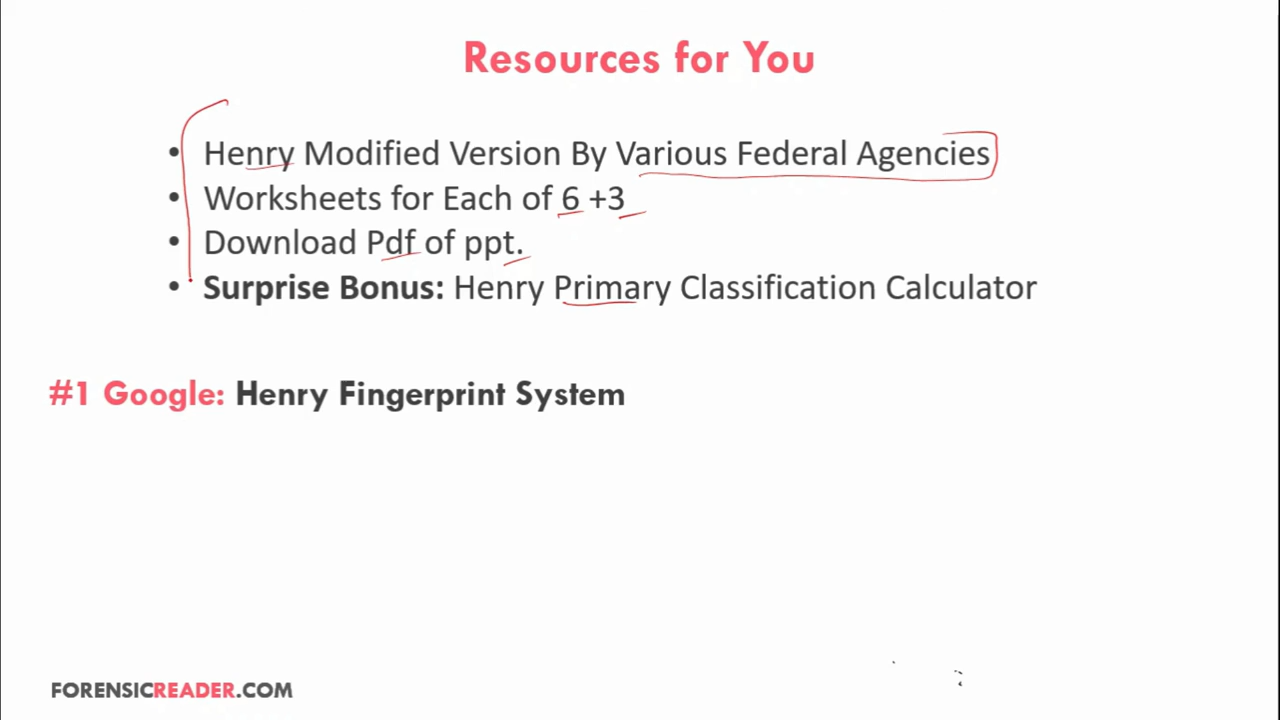 Resources for You
• Henry Modified Version By Various Federal Agencies
• Worksheets for Each of 6 +3
• Download Pdf of ppt.
• Surprise Bonus: Henry Primary Classification Calculator
#1 Google: Henry Fingerprint System
FORENSICREADER.COM